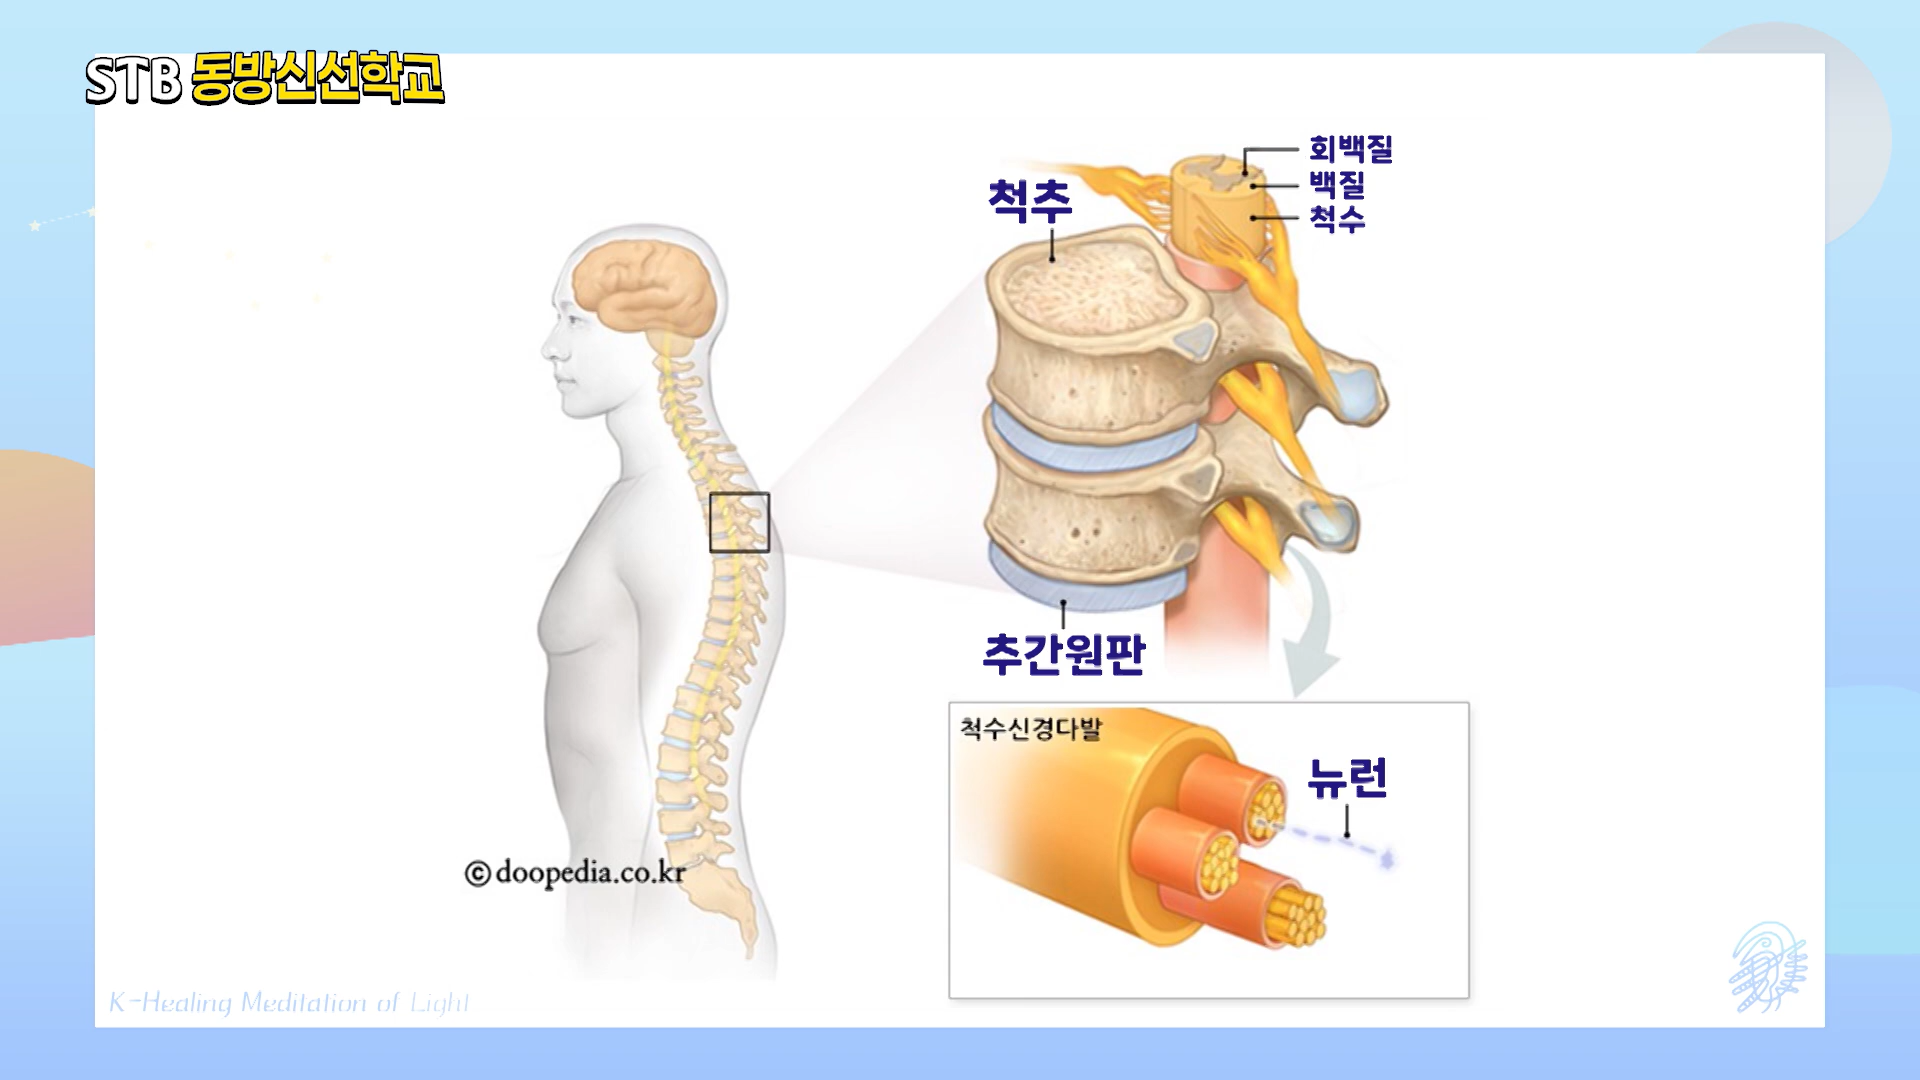 STB 동방신선학교
회백질
백질
척수
척추
추간원판
척수신경다발
뉴런
©doopedia.co.kr
K-Healing Meditation of Light